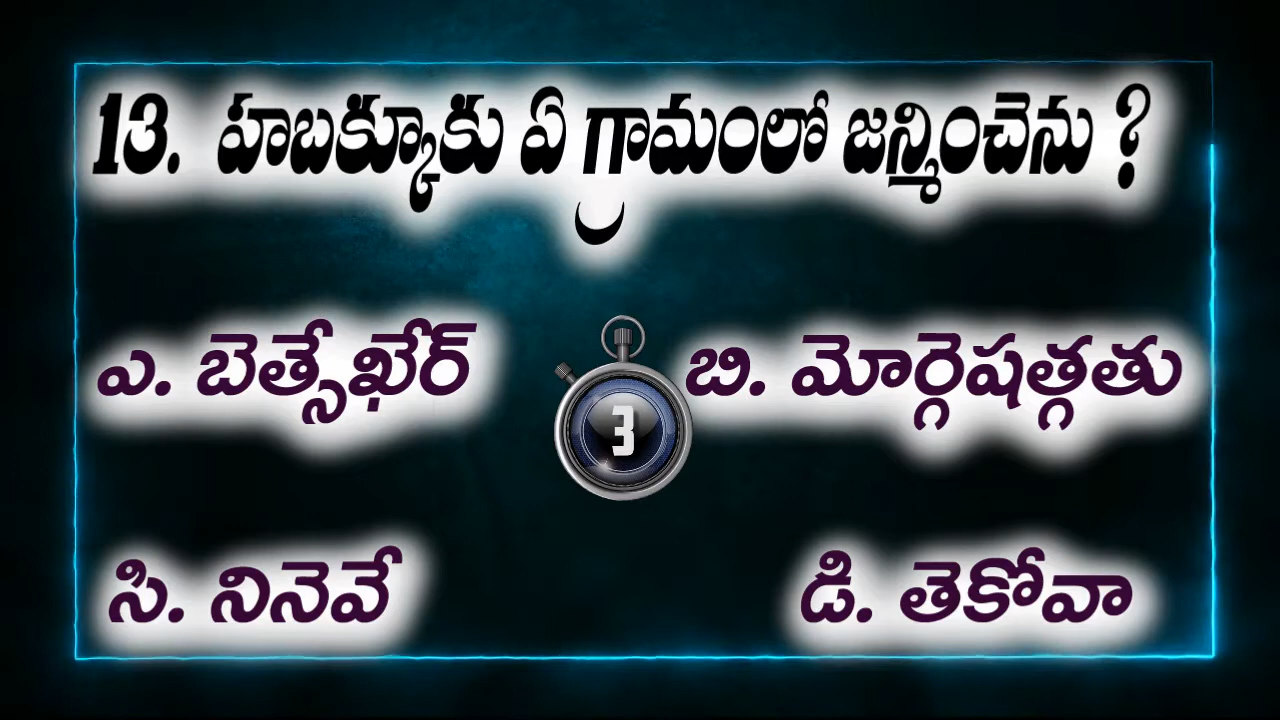 13. హబక్కూకు ఏ గ్రామంలో జన్మించెను ?
ఎ. బెత్సేఖేర్
3
బి. మోర్గెషత్గతు
సి. నినెవే
డి. తెకోవా